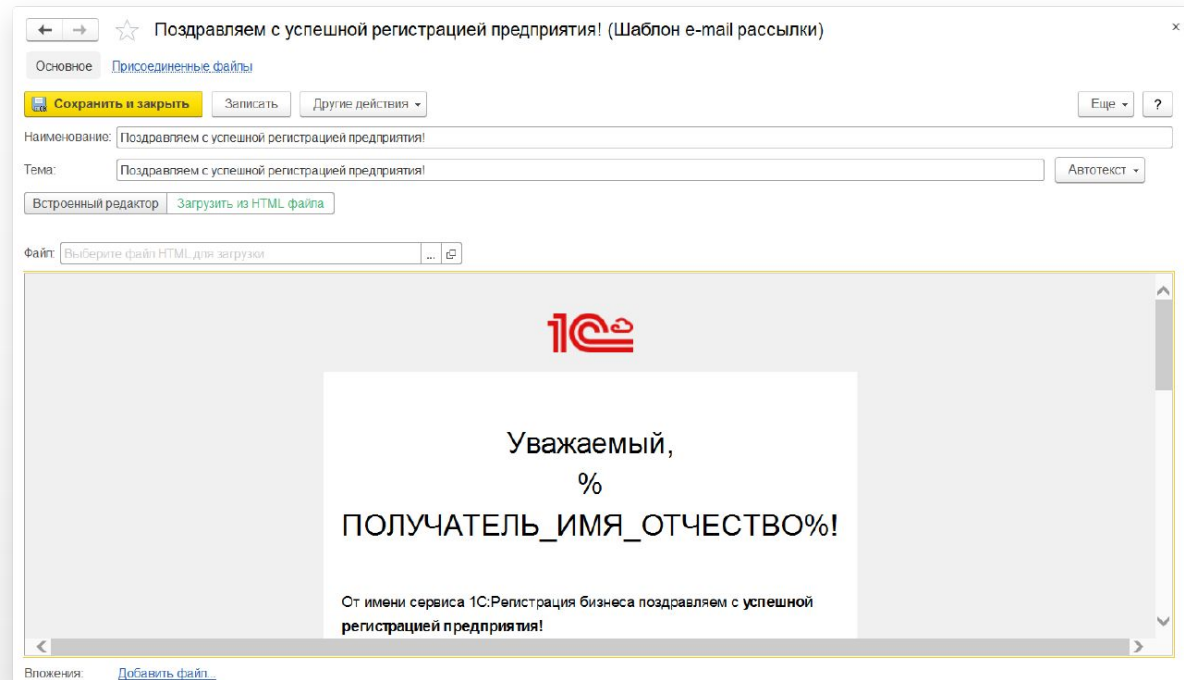 Поздравляем с успешной регистрацией предприятия! (Шаблон e-mail рассылки)
Основное Присоединенные файлы
Сохранить и закрыть Записать Другие действия Еще ?
Наименование: Поздравляем с успешной регистрацией предприятия!
Тема: Поздравляем с успешной регистрацией предприятия! Автотекст
Встроенный редактор Загрузить из HTML файла
Файл: Выберите файл HTML для загрузки ...
1С
Уважаемый,
%
ПОЛУЧАТЕЛЬ_ИМЯ_ОТЧЕСТВО%!
От имени сервиса 1С:Регистрация бизнеса поздравляем с успешной
регистрацией предприятия!
Вложения: Добавить файл...